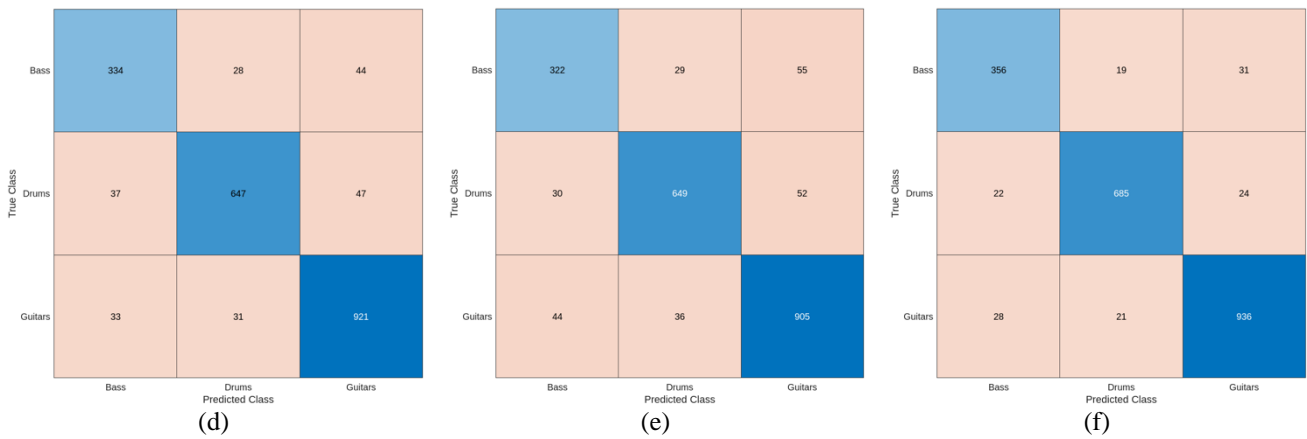 Bass 334 28 44
Drums 37 647 47
Guitars 33 31 921
Bass Drums Guitars
Predicted Class
True Class
(d)
Bass 322 29 55
Drums 30 649 52
Guitars 44 36 905
Bass Drums Guitars
Predicted Class
True Class
(e)
Bass 356 19 31
Drums 22 685 24
Guitars 28 21 936
Bass Drums Guitars
Predicted Class
True Class
(f)